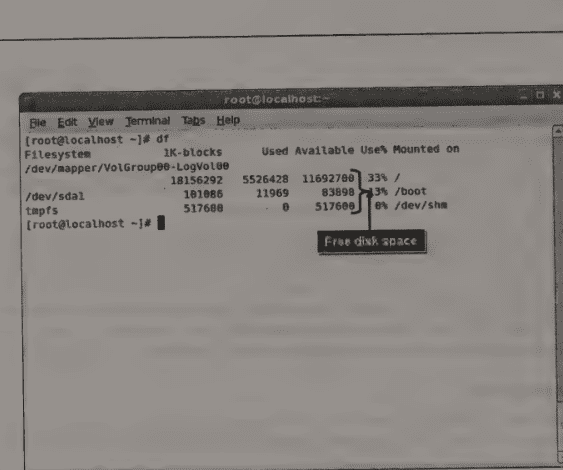 root@localhost:~
File Edit View Terminal Tabs Help
[root@localhost ~]# df
Filesystem 1K-blocks Used Available Use% Mounted on
/dev/mapper/VolGroup00-LogVol00
18156292 5526428 11692700 33% /
/dev/sda1 101086 11969 83898 13% /boot
tmpfs 517600 0 517600 0% /dev/shm
[root@localhost ~]#
Free disk space